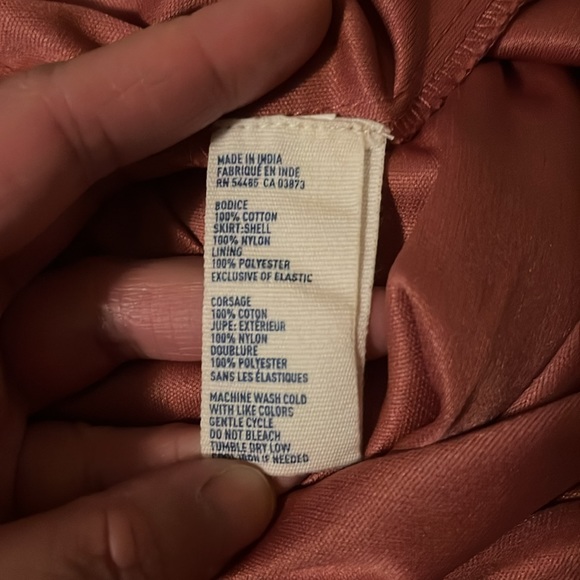 MADE IN INDIA
FABRIQUÉ EN INDE
RN 54485 CA 03873
BODICE
100% COTTON
SKIRT:SHELL
100% NYLON
LINING
100% POLYESTER
EXCLUSIVE OF ELASTIC
CORSAGE
100% COTON
JUPE: EXTÉRIEUR
100% NYLON
DOUBLURE
100% POLYESTER
SANS LES ÉLASTIQUES
MACHINE WASH COLD
WITH LIKE COLORS
GENTLE CYCLE
DO NOT BLEACH
TUMBLE DRY LOW
IRON IF NEEDED